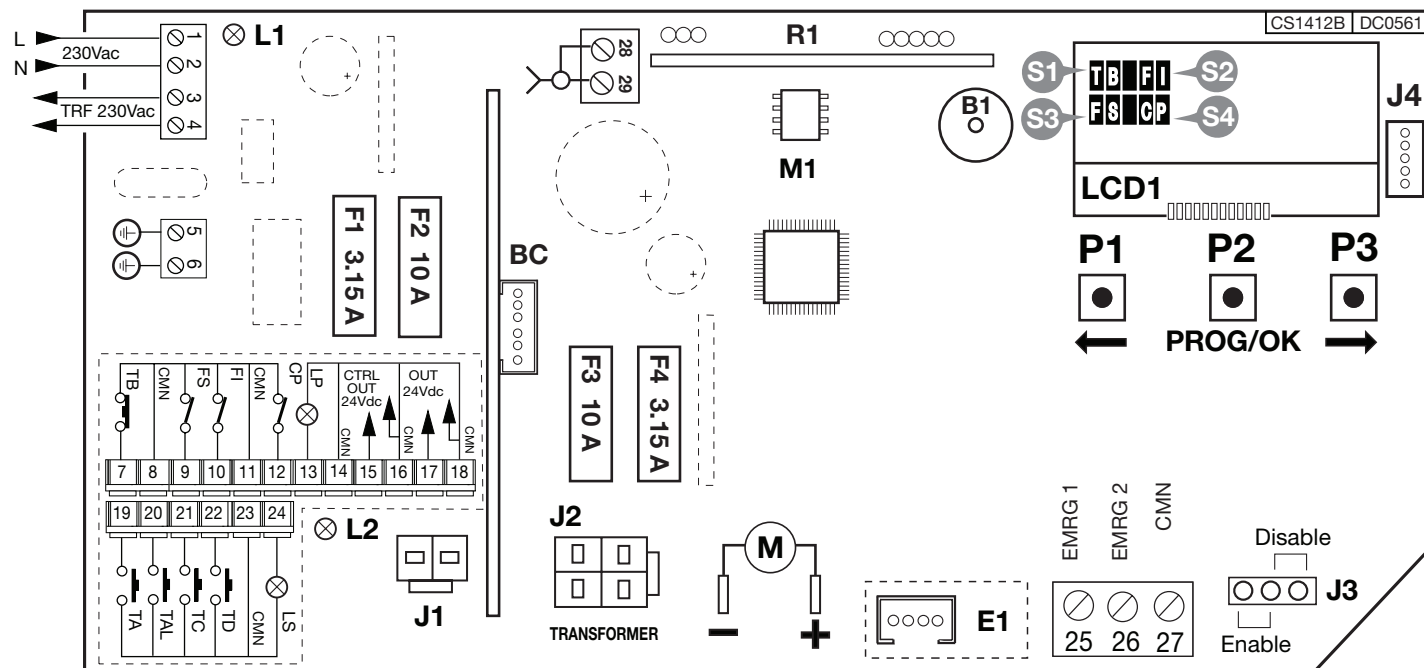 CS1412B DC0561
L
230Vac
N
TRF 230Vac
1
2
3
4
L1
28
29
R1
B1
M1
S1 TB FI S2
S3 FS CP S4
LCD1
J4
5
6
F1 3.15 A
F2 10 A
BC
P1 P2 P3
PROG/OK
TB
CMN
FS
FI
CMN
CP
LP
CTRL
OUT
24Vdc
CMN
CMN
OUT
24Vdc
CMN
7 8 9 10 11 12 13 14 15 16 17 18
19 20 21 22 23 24
L2
TA
TAL
TC
TD
CMN
LS
F3 10 A
F4 3.15 A
J1
J2
TRANSFORMER
M
− +
E1
EMRG 1
EMRG 2
CMN
25 26 27
Disable
J3
Enable